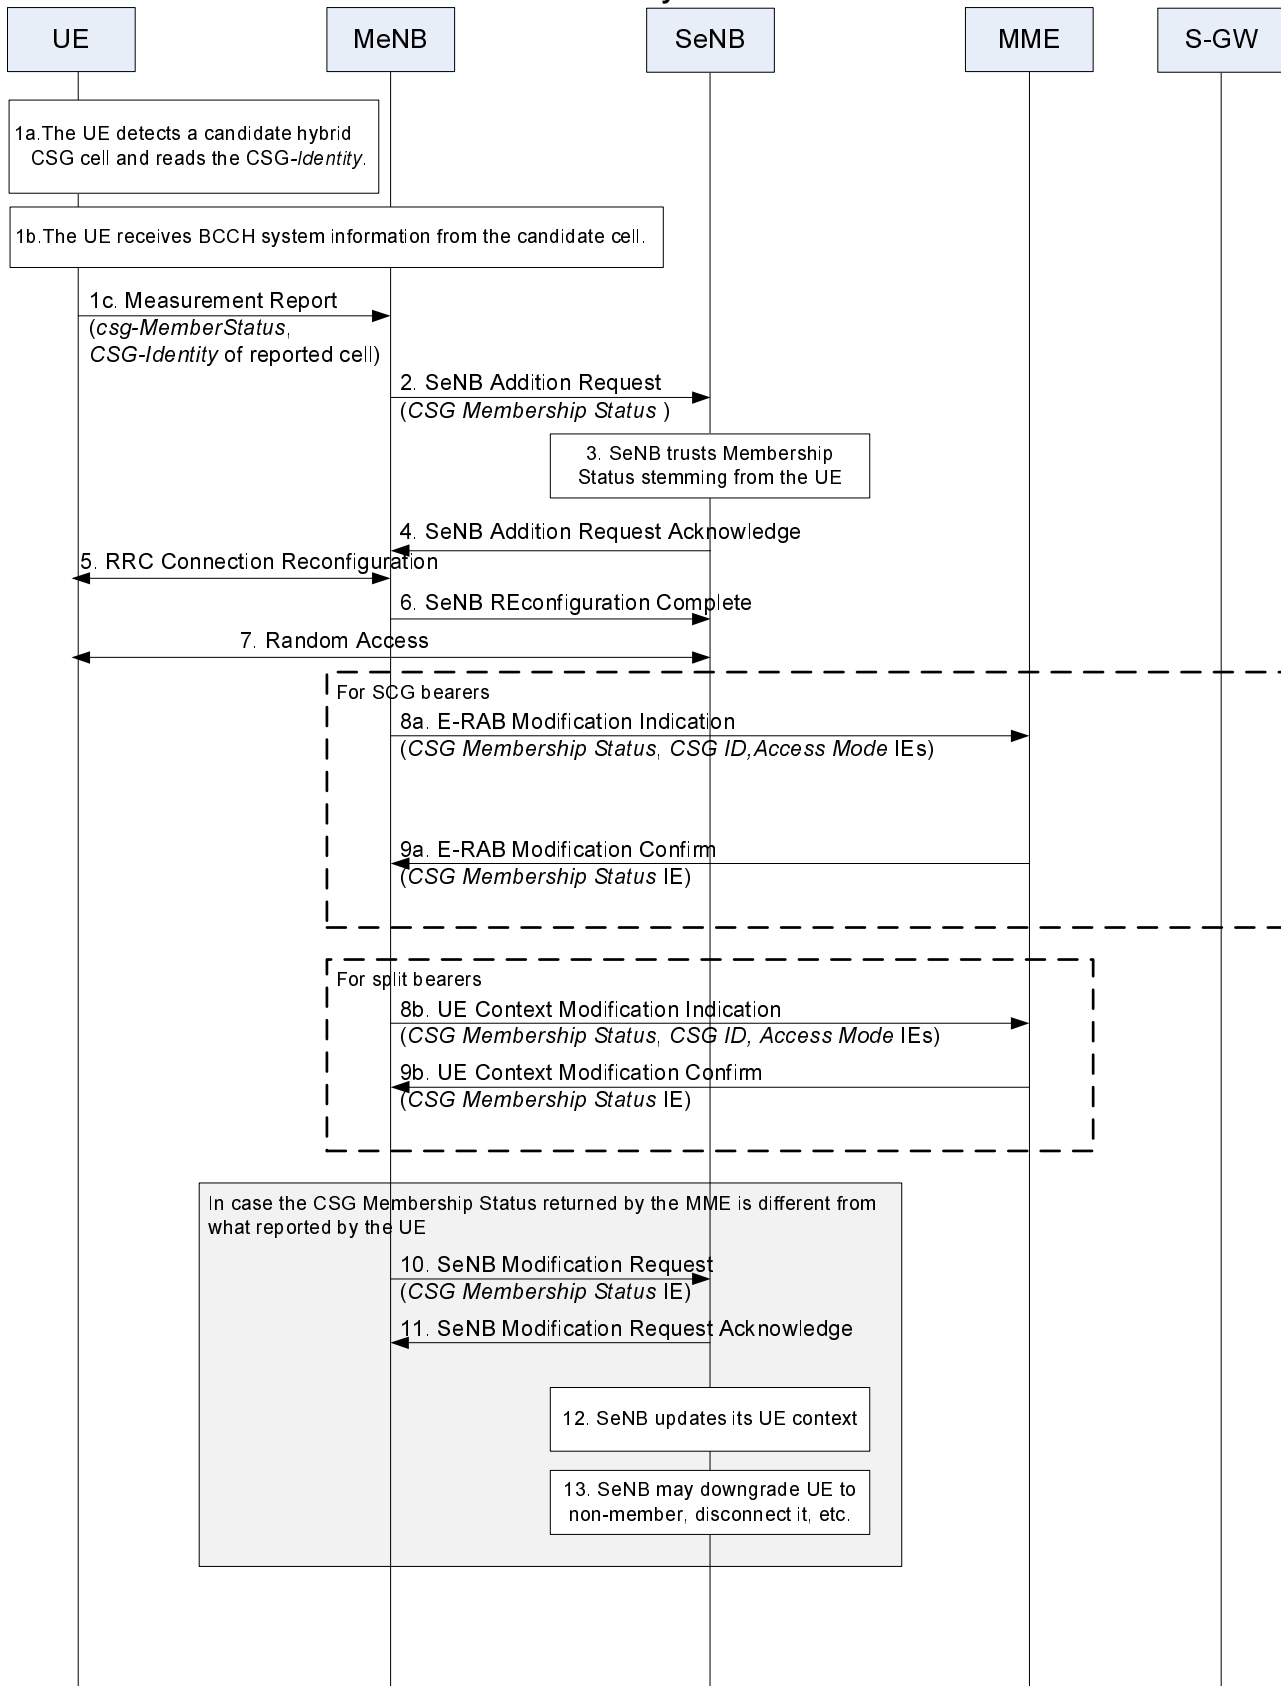 UE
MeNB
SeNB
MME
S-GW
1a.The UE detects a candidate hybrid
CSG cell and reads the CSG-Identity.
1b.The UE receives BCCH system information from the candidate cell.
1c. Measurement Report
(csg-MemberStatus,
CSG-Identity of reported cell)
2. SeNB Addition Request
(CSG Membership Status )
3. SeNB trusts Membership
Status stemming from the UE
4. SeNB Addition Request Acknowledge
5. RRC Connection Reconfiguration
6. SeNB REconfiguration Complete
7. Random Access
For SCG bearers
8a. E-RAB Modification Indication
(CSG Membership Status, CSG ID,Access Mode IEs)
9a. E-RAB Modification Confirm
(CSG Membership Status IE)
For split bearers
8b. UE Context Modification Indication
(CSG Membership Status, CSG ID, Access Mode IEs)
9b. UE Context Modification Confirm
(CSG Membership Status IE)
In case the CSG Membership Status returned by the MME is different from
what reported by the UE
10. SeNB Modification Request
(CSG Membership Status IE)
11. SeNB Modification Request Acknowledge
12. SeNB updates its UE context
13. SeNB may downgrade UE to
non-member, disconnect it, etc.